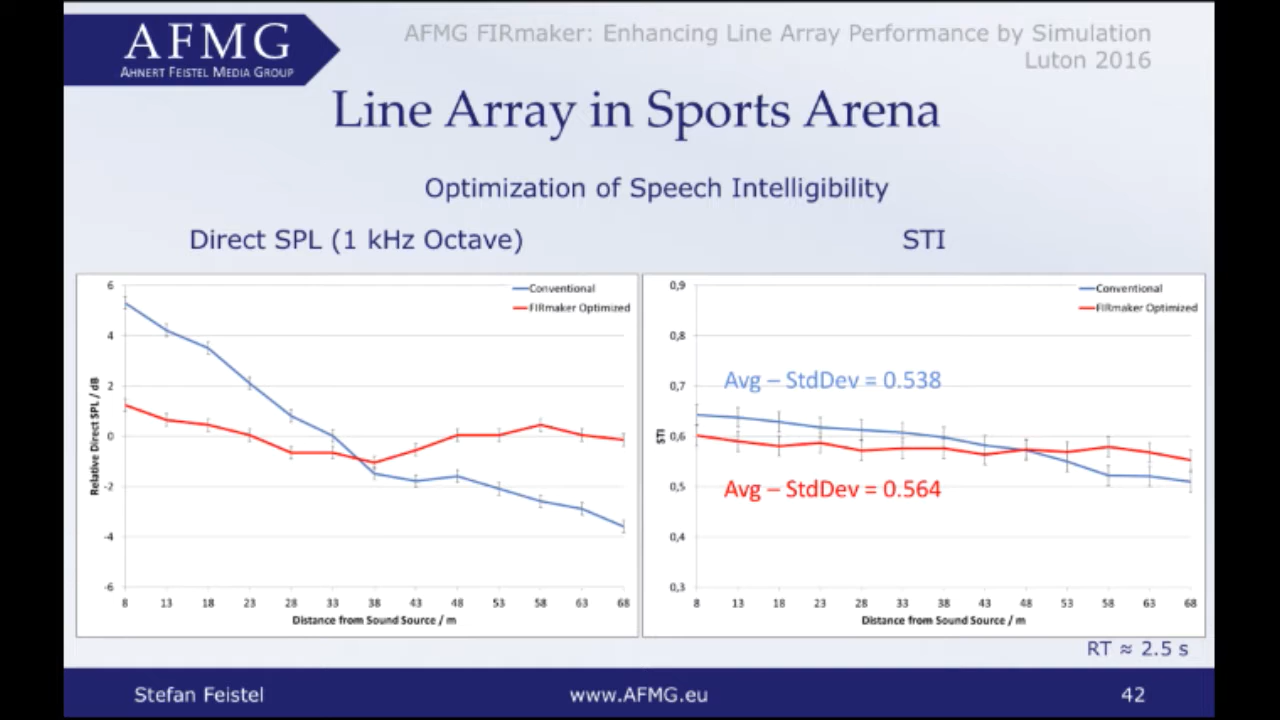 AFMG
AHNERT FEISTEL MEDIA GROUP
AFMG FIRmaker: Enhancing Line Array Performance by Simulation
Luton 2016
Line Array in Sports Arena
Optimization of Speech Intelligibility
Direct SPL (1 kHz Octave)
STI
6
4
2
0
-2
-4
-6
Relative Direct SPL / dB
Conventional
FIRmaker Optimized
8 13 18 23 28 33 38 43 48 53 58 63 68
Distance from Sound Source / m
0,9
0,8
0,7
0,6
0,5
0,4
0,3
STI
Conventional
FIRmaker Optimized
Avg – StdDev = 0.538
Avg – StdDev = 0.564
8 13 18 23 28 33 38 43 48 53 58 63 68
Distance from Sound Source / m
RT ≈ 2.5 s
Stefan Feistel
www.AFMG.eu
42